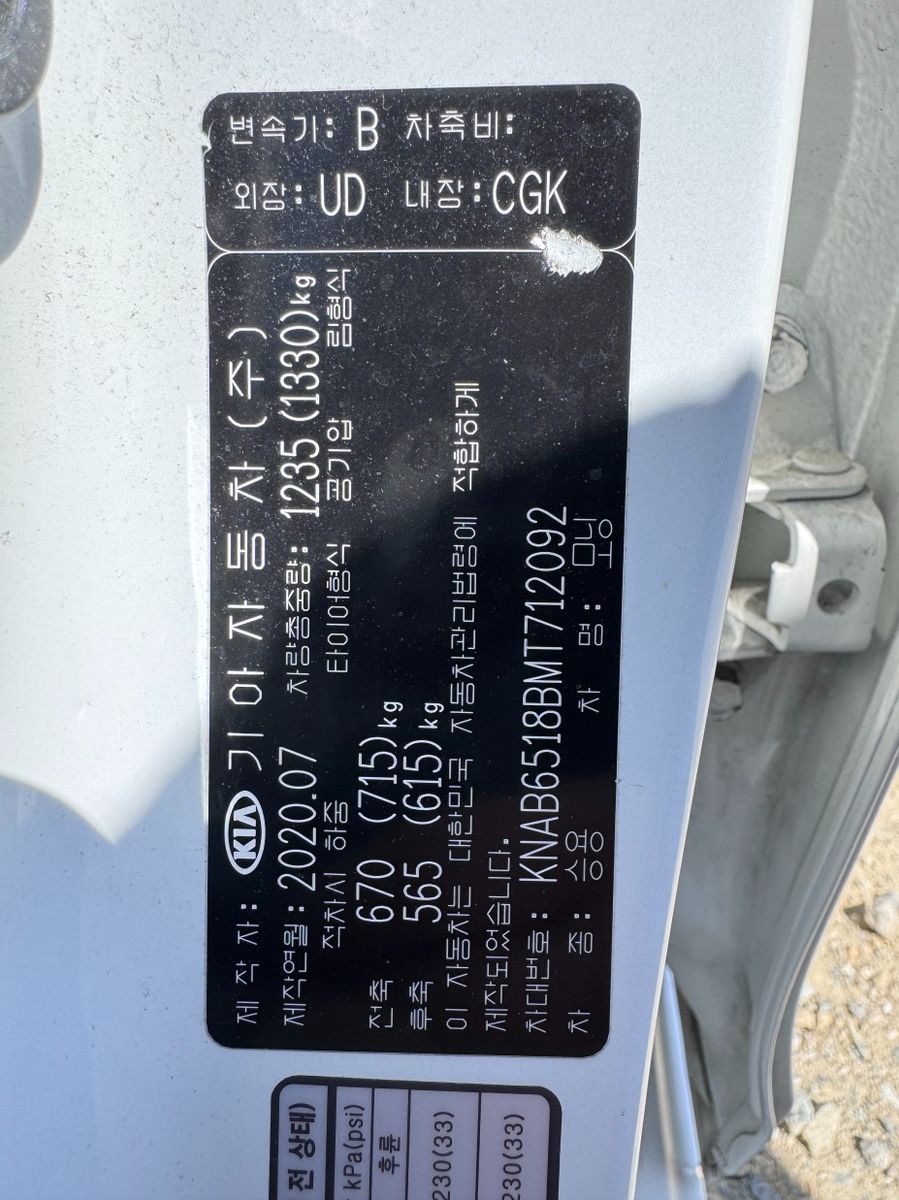 변속기: B 차축비:
외장: UD 내장: CGK
제 작 자: KIA 기아자동차(주)
제작연월: 2020.07 차량총중량: 1235 (1330)kg
적차시 하중 타이어형식 공기압 림형식
전축 670 (715)kg
후축 565 (615)kg
이 자동차는 대한민국 자동차관리법령에 적합하게
제작되었습니다.
차대번호: KNAB6518BMT712092
차 종: 승용 차 명: 모닝
전 상태)
kPa(psi)
후륜
230(33)
230(33)